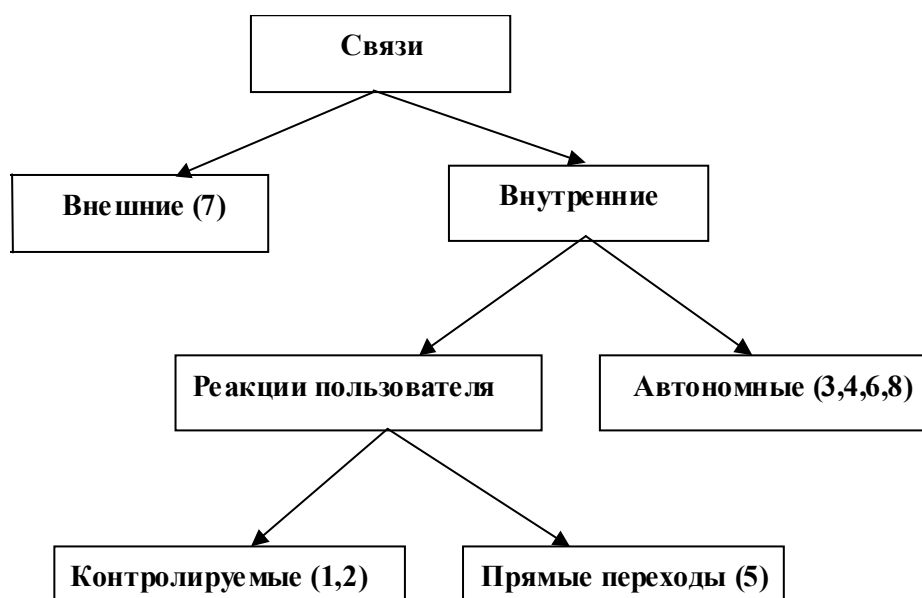 Связи
Внешние (7)
Внутренние
Реакции пользователя
Автономные (3,4,6,8)
Контролируемые (1,2)
Прямые переходы (5)